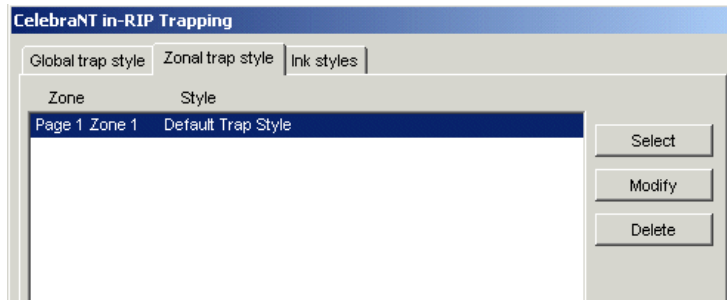 CelebraNT in-RIP Trapping
Global trap style Zonal trap style Ink styles
Zone Style
Page 1 Zone 1 Default Trap Style
Select
Modify
Delete